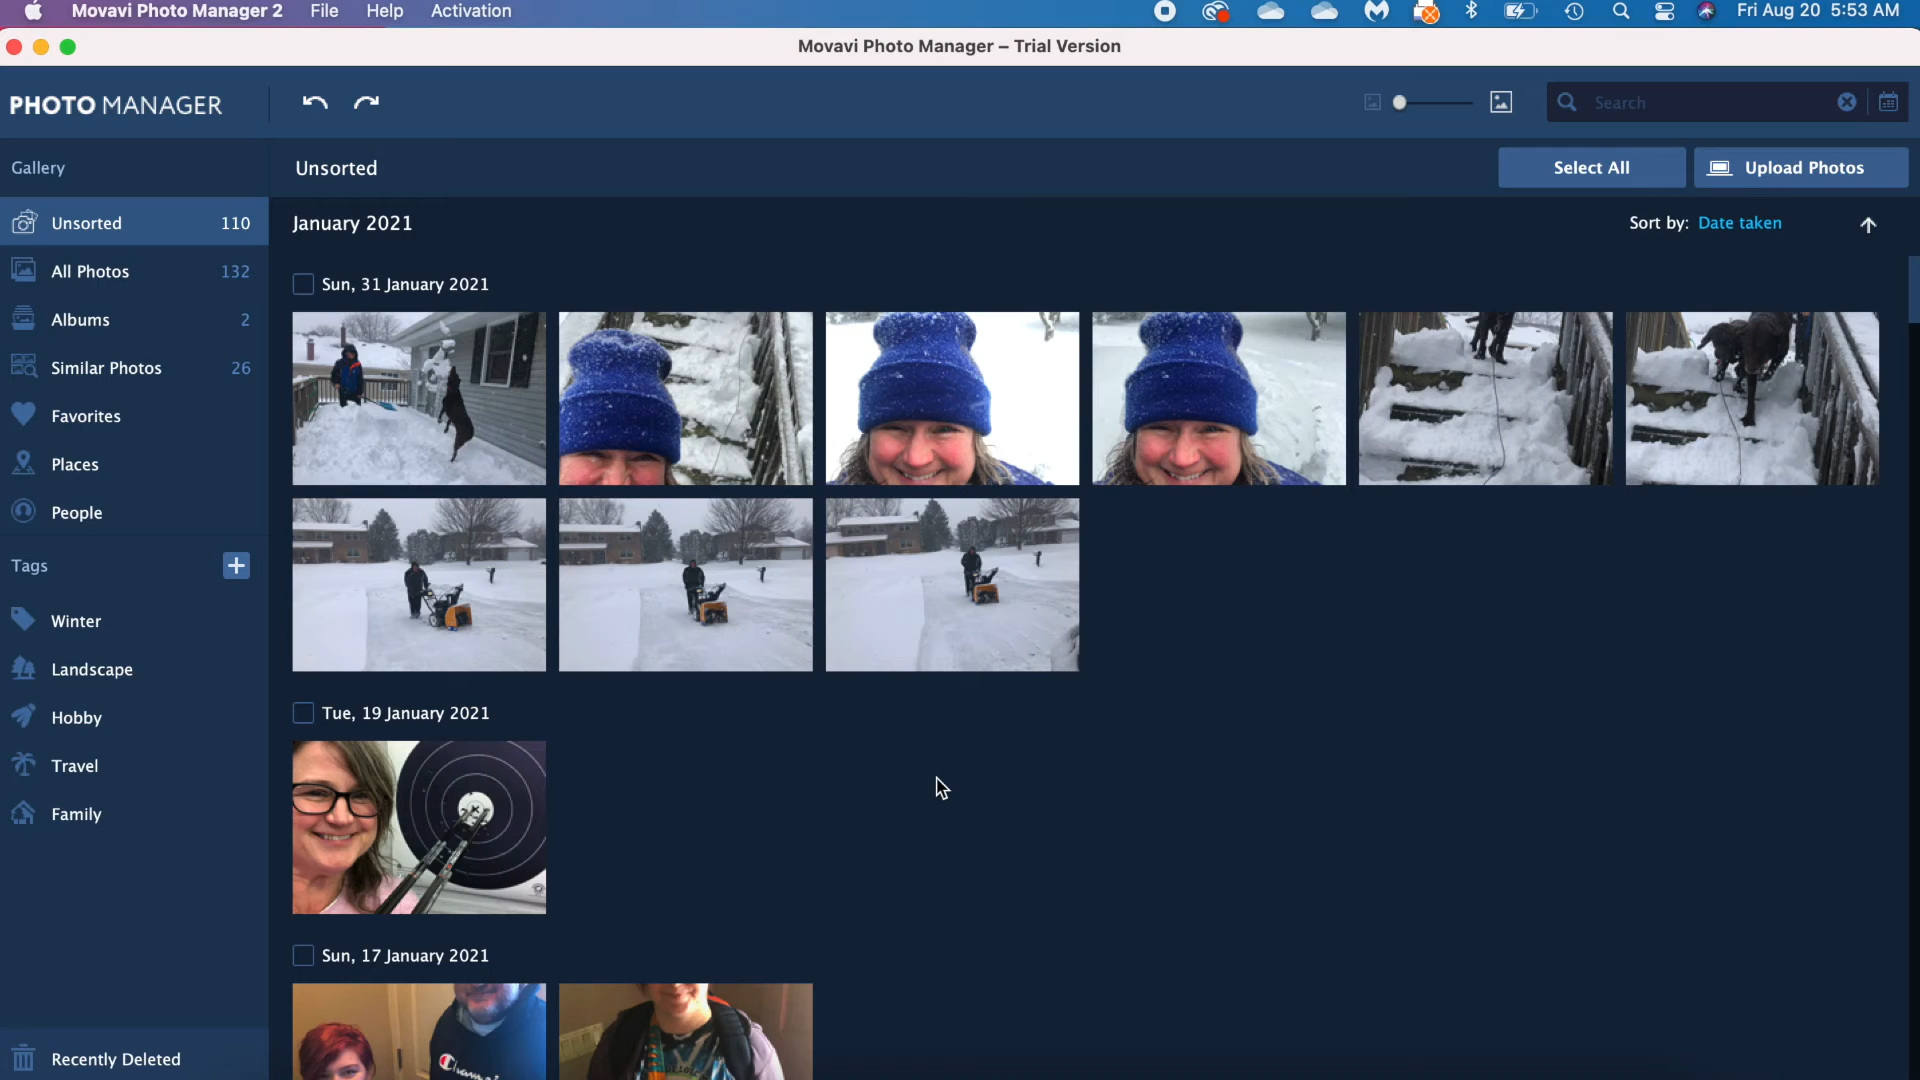 Movavi Photo Manager 2 File Help Activation Fri Aug 20 5:53 AM
Movavi Photo Manager – Trial Version
PHOTO MANAGER
Search
Gallery
Unsorted
Select All
Upload Photos
Unsorted 110
January 2021
Sort by: Date taken
All Photos 132
Sun, 31 January 2021
Albums 2
Similar Photos 26
Favorites
Places
People
Tags
Winter
Landscape
Hobby
Travel
Family
Tue, 19 January 2021
Sun, 17 January 2021
Recently Deleted